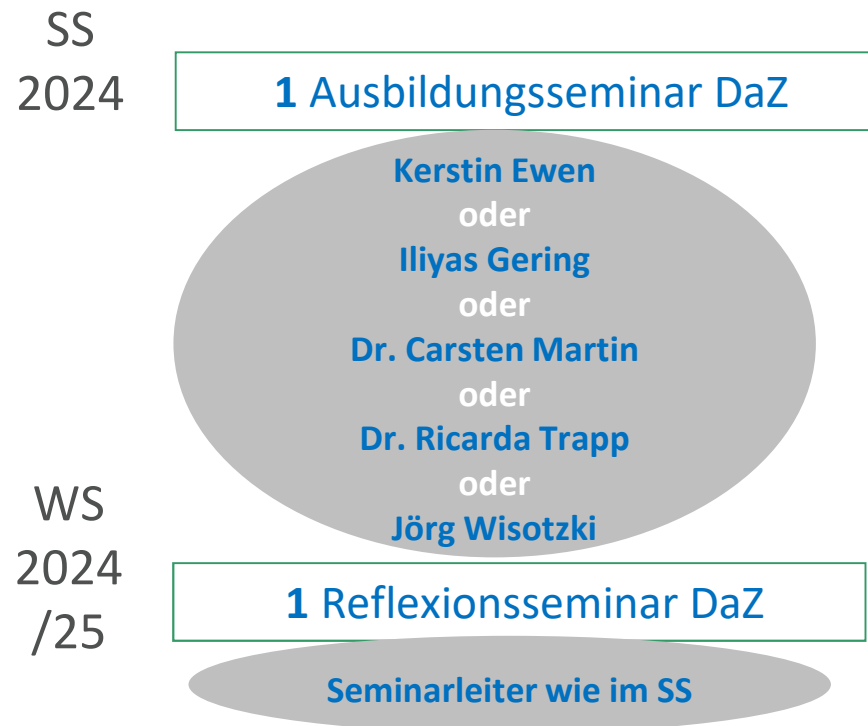 SS
2024
1 Ausbildungsseminar DaZ
Kerstin Ewen
oder
Iliyas Gering
oder
Dr. Carsten Martin
oder
Dr. Ricarda Trapp
oder
Jörg Wisotzki
WS
2024
/25
1 Reflexionsseminar DaZ
Seminarleiter wie im SS